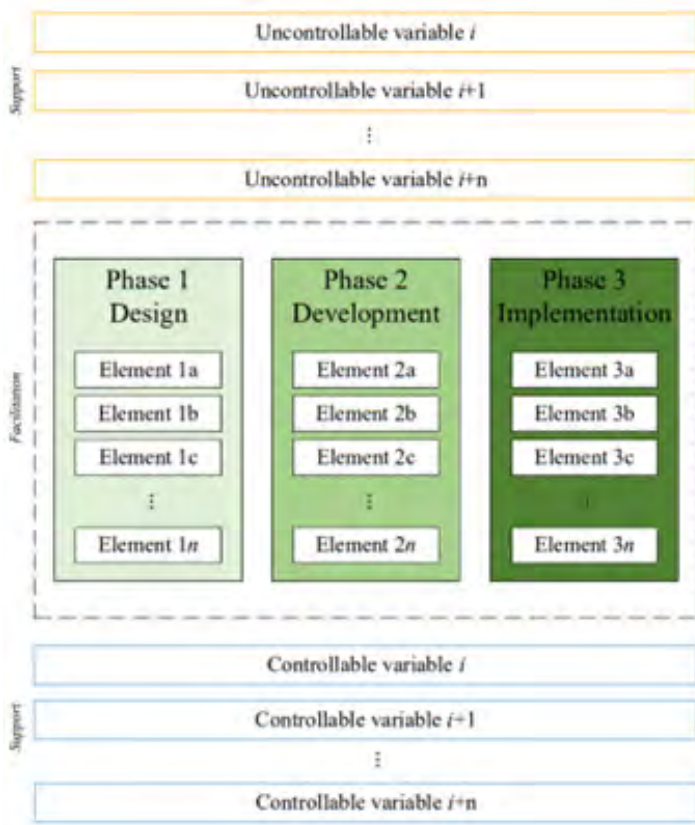 Support
Uncontrollable variable i
Uncontrollable variable i+1
⋮
Uncontrollable variable i+n
Facilitation
Phase 1
Design
Element 1a
Element 1b
Element 1c
⋮
Element 1n
Phase 2
Development
Element 2a
Element 2b
Element 2c
⋮
Element 2n
Phase 3
Implementation
Element 3a
Element 3b
Element 3c
⋮
Element 3n
Support
Controllable variable i
Controllable variable i+1
⋮
Controllable variable i+n